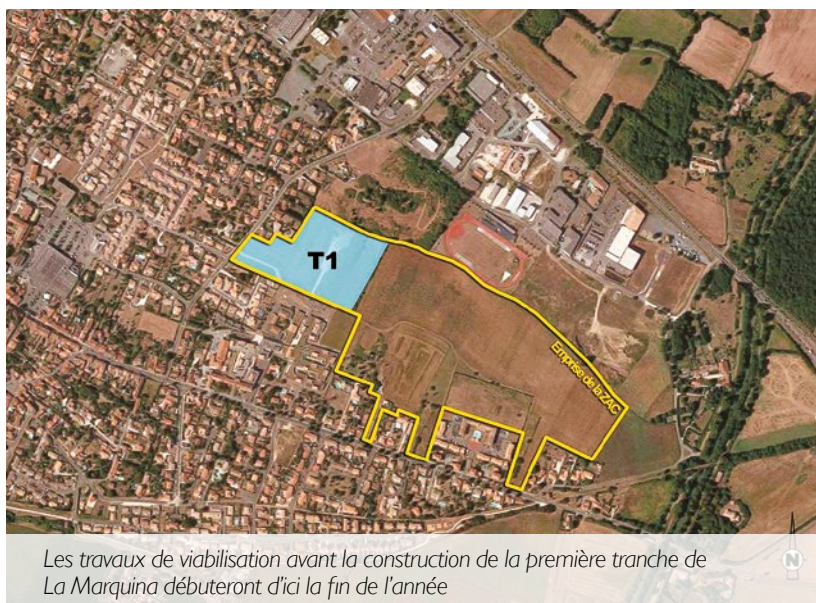 T1
Emprise de la ZAC
Les travaux de viabilisation avant la construction de la première tranche de
La Marquina débuteront d'ici la fin de l'année
N